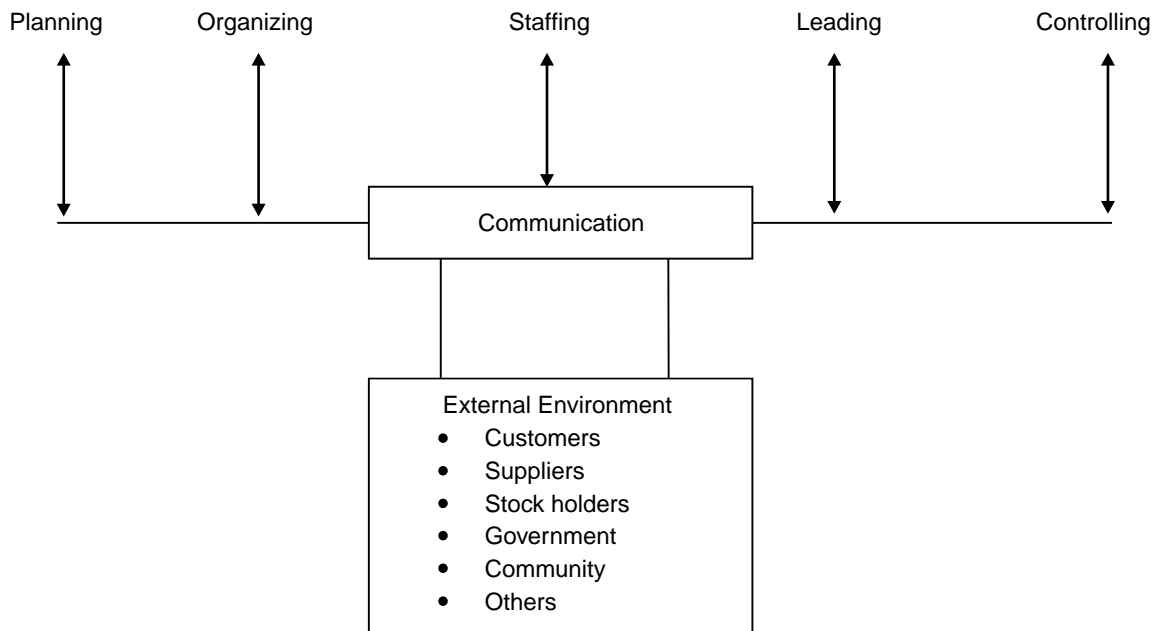 Planning Organizing Staffing Leading Controlling
Communication
External Environment
• Customers
• Suppliers
• Stock holders
• Government
• Community
• Others